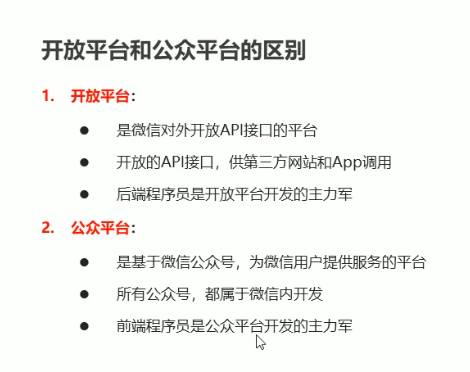 开放平台和公众平台的区别
1. 开放平台：
● 是微信对外开放API接口的平台
● 开放的API接口，供第三方网站和App调用
● 后端程序员是开放平台开发的主力军
2. 公众平台：
● 是基于微信公众号，为微信用户提供服务的平台
● 所有公众号，都属于微信内开发
● 前端程序员是公众平台开发的主力军